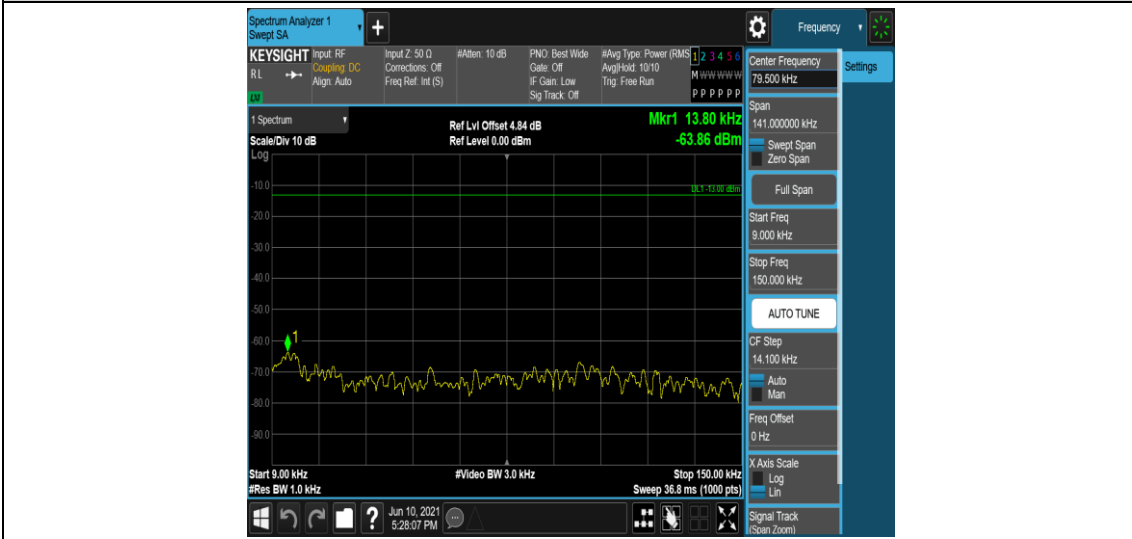 Spectrum Analyzer 1
Swept SA
+
Frequency
KEYSIGHT
RL
LW
Input: RF
Coupling: DC
Align: Auto
Input Z: 50 Ω
Corrections: Off
Freq Ref: Int (S)
#Atten: 10 dB
PNO: Best Wide
Gate: Off
IF Gain: Low
Sig Track: Off
#Avg Type: Power (RMS
Avg|Hold: 10/10
Trig: Free Run
1 2 3 4 5 6
M W W W W W
P P P P P P
1 Spectrum
Scale/Div 10 dB
Log
Ref Lvl Offset 4.84 dB
Ref Level 0.00 dBm
Mkr1 13.80 kHz
-63.86 dBm
DL1 -13.00 dBm
-10.0
-20.0
-30.0
-40.0
-50.0
-60.0
1
-70.0
-80.0
-90.0
Start 9.00 kHz
#Res BW 1.0 kHz
#Video BW 3.0 kHz
Stop 150.00 kHz
Sweep 36.8 ms (1000 pts)
?
Jun 10, 2021
5:28:07 PM
Center Frequency
79.500 kHz
Settings
Span
141.000000 kHz
Swept Span
Zero Span
Full Span
Start Freq
9.000 kHz
Stop Freq
150.000 kHz
AUTO TUNE
CF Step
14.100 kHz
Auto
Man
Freq Offset
0 Hz
X Axis Scale
Log
Lin
Signal Track
(Span Zoom)